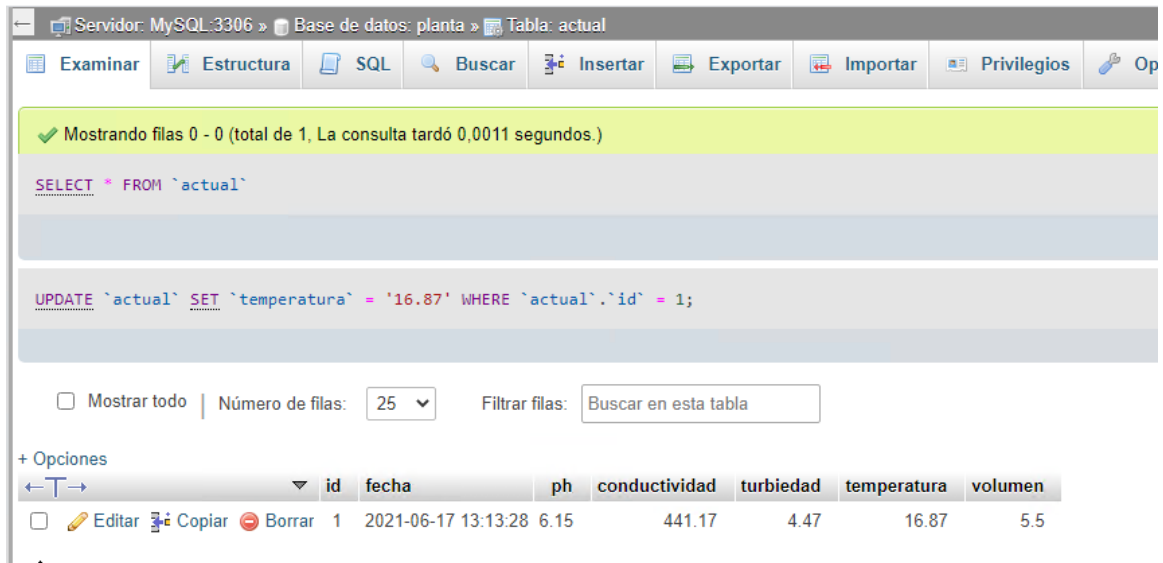 Servidor: MySQL:3306 » Base de datos: planta » Tabla: actual
Examinar Estructura SQL Buscar Insertar Exportar Importar Privilegios Op
Mostrando filas 0 - 0 (total de 1, La consulta tardó 0,0011 segundos.)
SELECT * FROM `actual`
UPDATE `actual` SET `temperatura` = '16.87' WHERE `actual`.`id` = 1;
Mostrar todo | Número de filas: 25 Filtrar filas: Buscar en esta tabla
+ Opciones
←T→ id fecha ph conductividad turbiedad temperatura volumen
Editar Copiar Borrar 1 2021-06-17 13:13:28 6.15 441.17 4.47 16.87 5.5